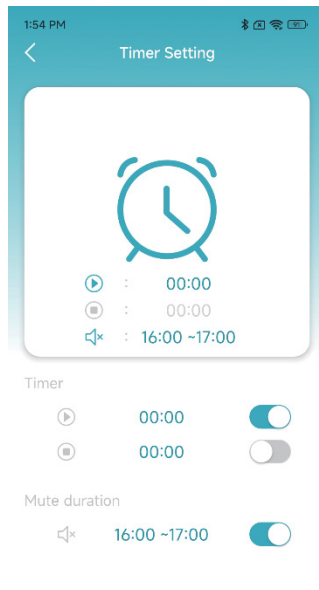 1:54 PM
Timer Setting
: 00:00
: 00:00
: 16:00 ~17:00
Timer
00:00
00:00
Mute duration
16:00 ~17:00